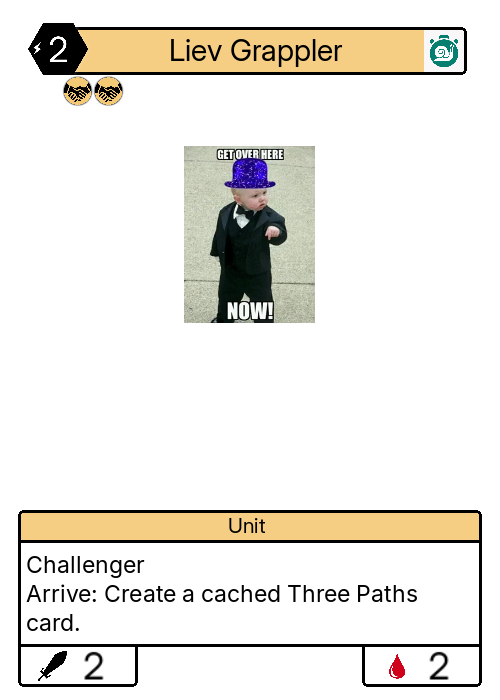 2
Liev Grappler
GET OVER HERE
NOW!
Unit
Challenger
Arrive: Create a cached Three Paths
card.
2
2